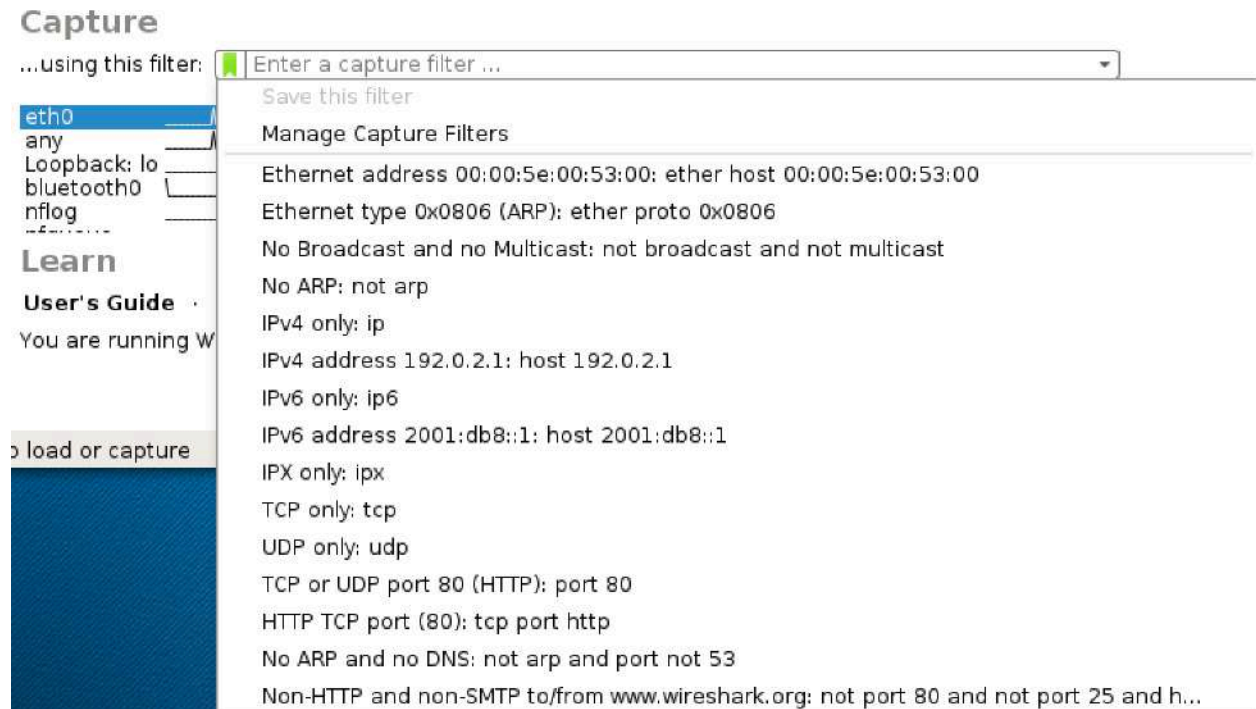 Capture
...using this filter: Enter a capture filter ...
Save this filter
Manage Capture Filters
eth0
any
Loopback: lo
bluetooth0
nflog
Learn
User's Guide ·
You are running W
load or capture
Ethernet address 00:00:5e:00:53:00: ether host 00:00:5e:00:53:00
Ethernet type 0x0806 (ARP): ether proto 0x0806
No Broadcast and no Multicast: not broadcast and not multicast
No ARP: not arp
IPv4 only: ip
IPv4 address 192.0.2.1: host 192.0.2.1
IPv6 only: ip6
IPv6 address 2001:db8::1: host 2001:db8::1
IPX only: ipx
TCP only: tcp
UDP only: udp
TCP or UDP port 80 (HTTP): port 80
HTTP TCP port (80): tcp port http
No ARP and no DNS: not arp and port not 53
Non-HTTP and non-SMTP to/from www.wireshark.org: not port 80 and not port 25 and h...